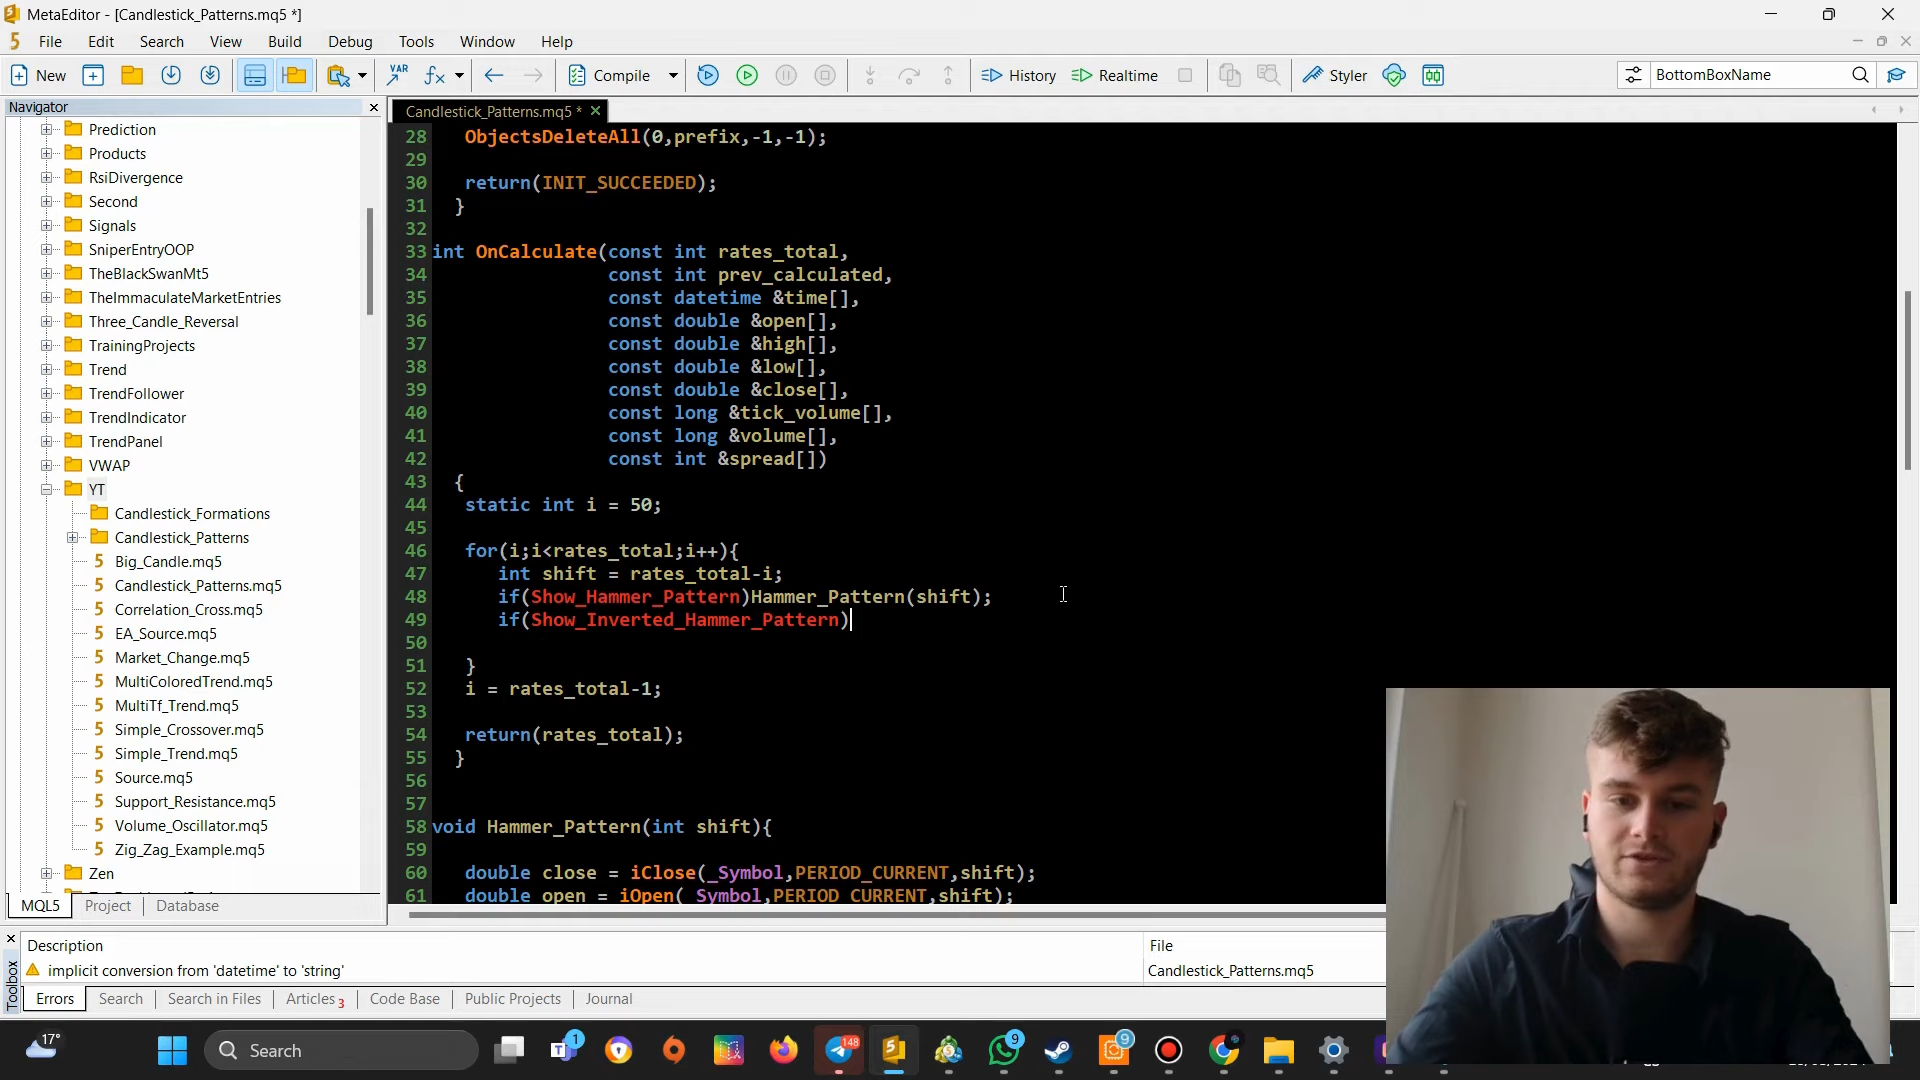 MetaEditor - [Candlestick_Patterns.mq5 *]
File Edit Search View Build Debug Tools Window Help
New VAR fx Compile History Realtime Styler BottomBoxName
Navigator
Prediction
Products
RsiDivergence
Second
Signals
SniperEntryOOP
TheBlackSwanMt5
TheImmaculateMarketEntries
Three_Candle_Reversal
TrainingProjects
Trend
TrendFollower
TrendIndicator
TrendPanel
VWAP
YT
Candlestick_Formations
Candlestick_Patterns
Big_Candle.mq5
Candlestick_Patterns.mq5
Correlation_Cross.mq5
EA_Source.mq5
Market_Change.mq5
MultiColoredTrend.mq5
MultiTf_Trend.mq5
Simple_Crossover.mq5
Simple_Trend.mq5
Source.mq5
Support_Resistance.mq5
Volume_Oscillator.mq5
Zig_Zag_Example.mq5
Zen
MQL5 Project Database
Candlestick_Patterns.mq5 *
28 ObjectsDeleteAll(0,prefix,-1,-1);
29
30 return(INIT_SUCCEEDED);
31 }
32
33 int OnCalculate(const int rates_total,
34 const int prev_calculated,
35 const datetime &time[],
36 const double &open[],
37 const double &high[],
38 const double &low[],
39 const double &close[],
40 const long &tick_volume[],
41 const long &volume[],
42 const int &spread[])
43 {
44 static int i = 50;
45
46 for(i;i<rates_total;i++){
47 int shift = rates_total-i;
48 if(Show_Hammer_Pattern)Hammer_Pattern(shift);
49 if(Show_Inverted_Hammer_Pattern)
50
51 }
52 i = rates_total-1;
53
54 return(rates_total);
55 }
56
57
58 void Hammer_Pattern(int shift){
59
60 double close = iClose(_Symbol,PERIOD_CURRENT,shift);
61 double open = iOpen(_Symbol,PERIOD_CURRENT,shift);
Toolbox
Description File
implicit conversion from 'datetime' to 'string' Candlestick_Patterns.mq5
Errors Search Search in Files Articles 3 Code Base Public Projects Journal
17° Search 1 148 9 9